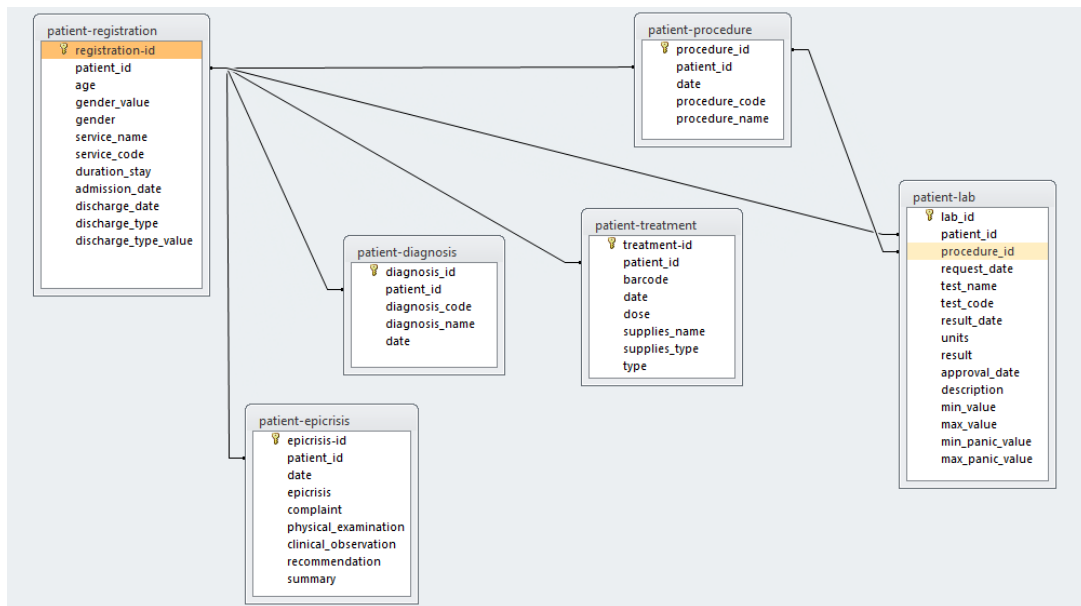 patient-registration
registration-id
patient_id
age
gender_value
gender
service_name
service_code
duration_stay
admission_date
discharge_date
discharge_type
discharge_type_value
patient-procedure
procedure_id
patient_id
date
procedure_code
procedure_name
patient-lab
lab_id
patient_id
procedure_id
request_date
test_name
test_code
result_date
units
result
approval_date
description
min_value
max_value
min_panic_value
max_panic_value
patient-treatment
treatment-id
patient_id
barcode
date
dose
supplies_name
supplies_type
type
patient-diagnosis
diagnosis_id
patient_id
diagnosis_code
diagnosis_name
date
patient-epicrisis
epicrisis-id
patient_id
date
epicrisis
complaint
physical_examination
clinical_observation
recommendation
summary